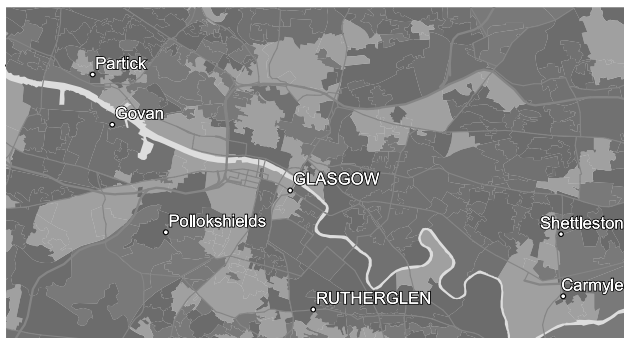 Partick
Govan
GLASGOW
Pollokshields
Shettleston
Carmyle
RUTHERGLEN